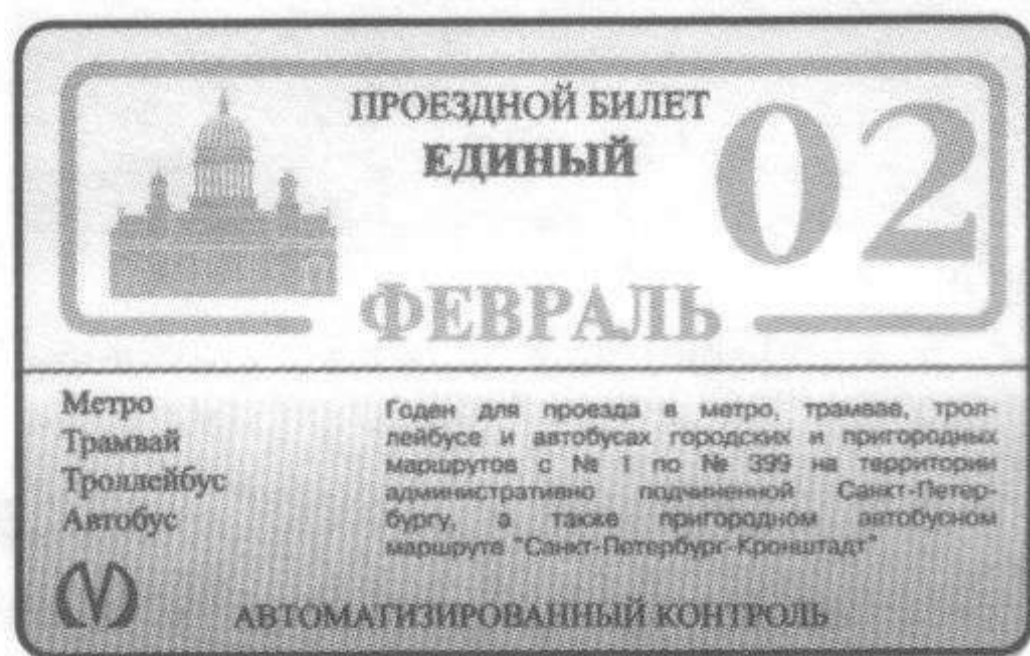 ПРОЕЗДНОЙ БИЛЕТ
ЕДИНЫЙ
02
ФЕВРАЛЬ
Метро
Трамвай
Троллейбус
Автобус
Годен для проезда в метро, трамвае, трол-
лейбусе и автобусах городских и пригородных
маршрутов с № 1 по № 399 на территории
административно подчиненной Санкт-Петер-
бургу, а также пригородном автобусном
маршруте "Санкт-Петербург-Кронштадт"
М
АВТОМАТИЗИРОВАННЫЙ КОНТРОЛЬ